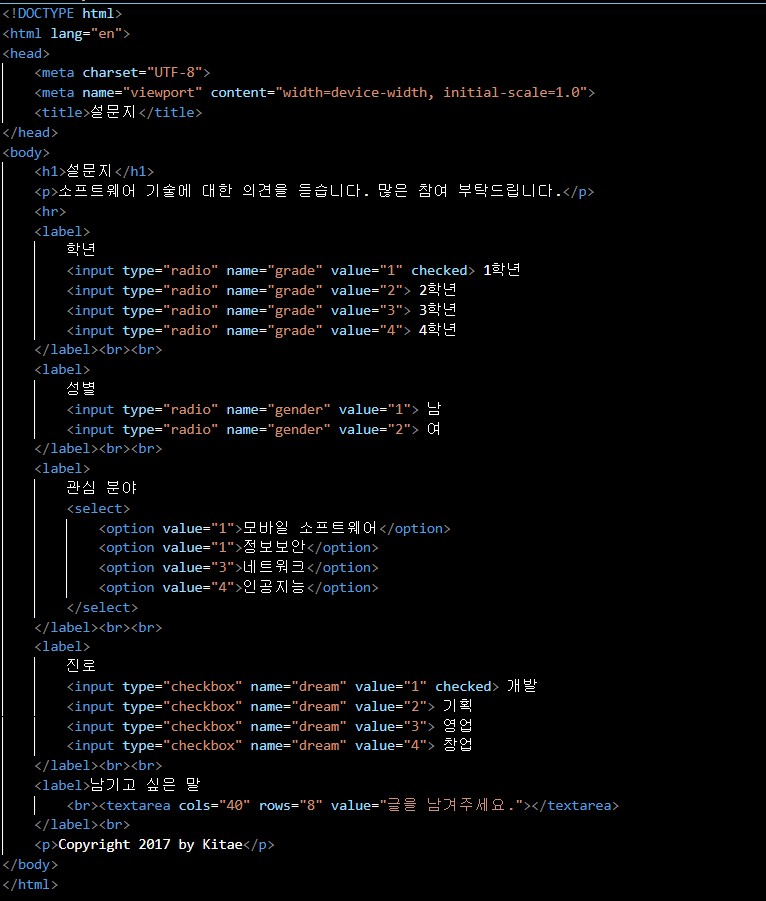 <!DOCTYPE html>
<html lang="en">
<head>
    <meta charset="UTF-8">
    <meta name="viewport" content="width=device-width, initial-scale=1.0">
    <title>설문지</title>
</head>
<body>
    <h1>설문지</h1>
    <p>소프트웨어 기술에 대한 의견을 듣습니다. 많은 참여 부탁드립니다.</p>
    <hr>
    <label>
        학년
        <input type="radio" name="grade" value="1" checked> 1학년
        <input type="radio" name="grade" value="2"> 2학년
        <input type="radio" name="grade" value="3"> 3학년
        <input type="radio" name="grade" value="4"> 4학년
    </label><br><br>
    <label>
        성별
        <input type="radio" name="gender" value="1"> 남
        <input type="radio" name="gender" value="2"> 여
    </label><br><br>
    <label>
        관심 분야
        <select>
            <option value="1">모바일 소프트웨어</option>
            <option value="1">정보보안</option>
            <option value="3">네트워크</option>
            <option value="4">인공지능</option>
        </select>
    </label><br><br>
    <label>
        진로
        <input type="checkbox" name="dream" value="1" checked> 개발
        <input type="checkbox" name="dream" value="2"> 기획
        <input type="checkbox" name="dream" value="3"> 영업
        <input type="checkbox" name="dream" value="4"> 창업
    </label><br><br>
    <label>남기고 싶은 말
        <br><textarea cols="40" rows="8" value="글을 남겨주세요."></textarea>
    </label><br>
    <p>Copyright 2017 by Kitae</p>
</body>
</html>